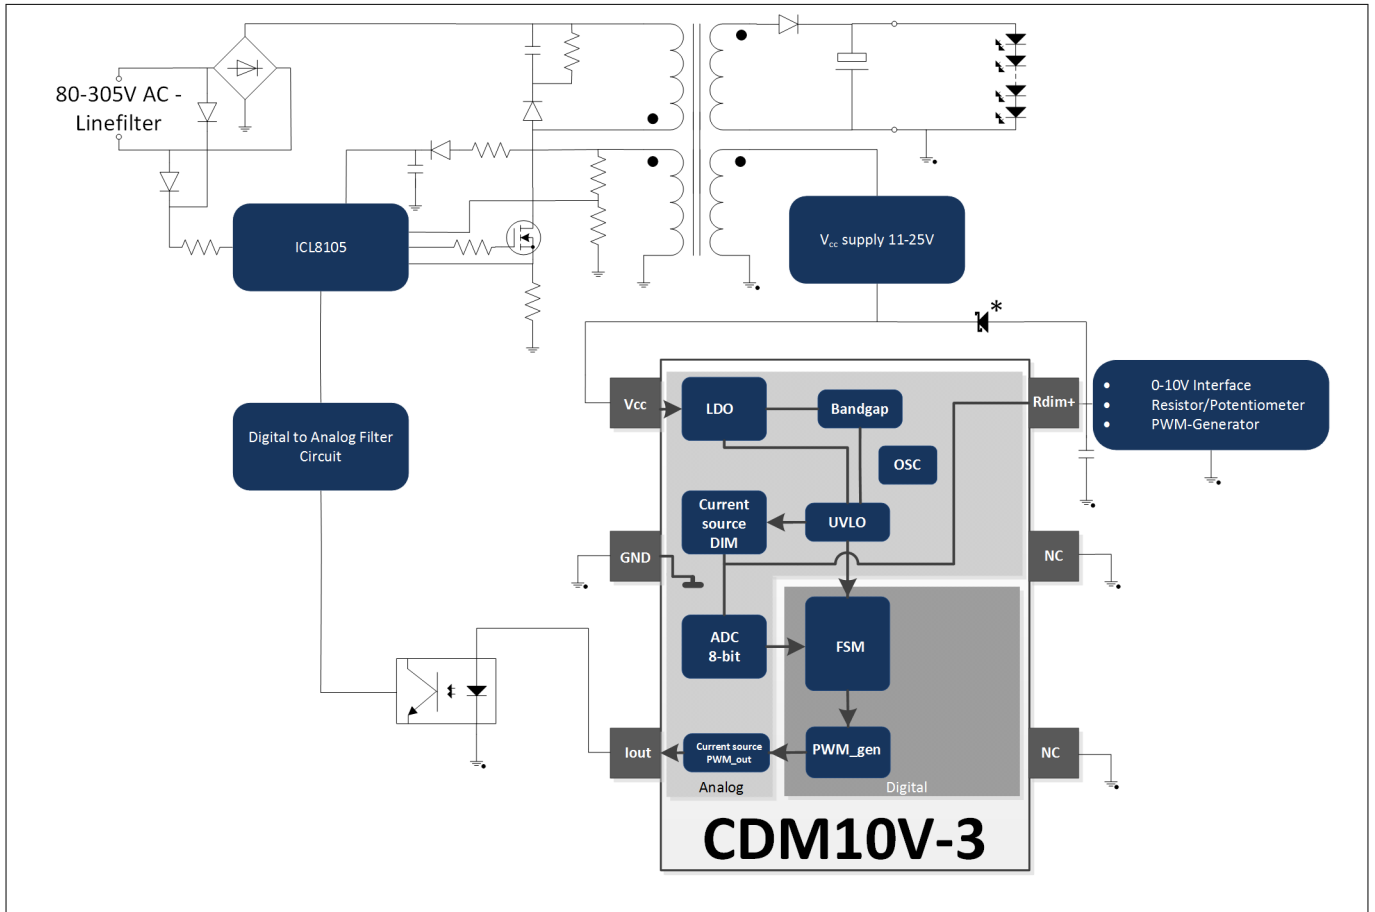 80-305V AC -
Linefilter
ICL8105
Vcc supply 11-25V
*
Digital to Analog Filter
Circuit
Vcc
LDO
Bandgap
Rdim+
• 0-10V Interface
• Resistor/Potentiometer
• PWM-Generator
OSC
Current
source
DIM
UVLO
GND
NC
ADC
8-bit
FSM
Iout
Current source
PWM_out
PWM_gen
NC
Analog
Digital
CDM10V-3